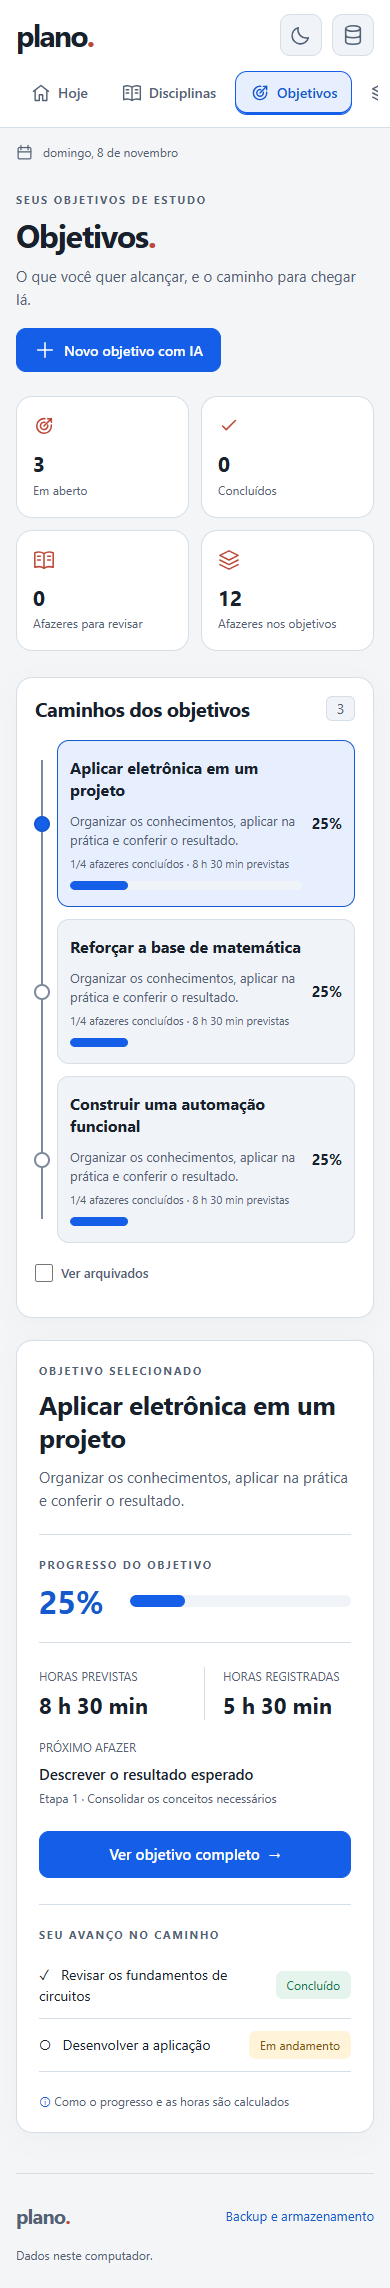 plano.
Hoje
Disciplinas
Objetivos
domingo, 8 de novembro
SEUS OBJETIVOS DE ESTUDO
Objetivos.
O que você quer alcançar, e o caminho para chegar
lá.
Novo objetivo com IA
3
Em aberto
0
Concluídos
0
Afazeres para revisar
12
Afazeres nos objetivos
Caminhos dos objetivos
3
Aplicar eletrônica em um
projeto
Organizar os conhecimentos, aplicar na
prática e conferir o resultado.
25%
1/4 afazeres concluídos · 8 h 30 min previstas
Reforçar a base de matemática
Organizar os conhecimentos, aplicar na
prática e conferir o resultado.
25%
1/4 afazeres concluídos · 8 h 30 min previstas
Construir uma automação
funcional
Organizar os conhecimentos, aplicar na
prática e conferir o resultado.
25%
1/4 afazeres concluídos · 8 h 30 min previstas
Ver arquivados
OBJETIVO SELECIONADO
Aplicar eletrônica em um
projeto
Organizar os conhecimentos, aplicar na prática
e conferir o resultado.
PROGRESSO DO OBJETIVO
25%
HORAS PREVISTAS
8 h 30 min
HORAS REGISTRADAS
5 h 30 min
PRÓXIMO AFAZER
Descrever o resultado esperado
Etapa 1 · Consolidar os conceitos necessários
Ver objetivo completo →
SEU AVANÇO NO CAMINHO
✓ Revisar os fundamentos de
circuitos
Concluído
○ Desenvolver a aplicação
Em andamento
ⓘ Como o progresso e as horas são calculados
plano.
Backup e armazenamento
Dados neste computador.